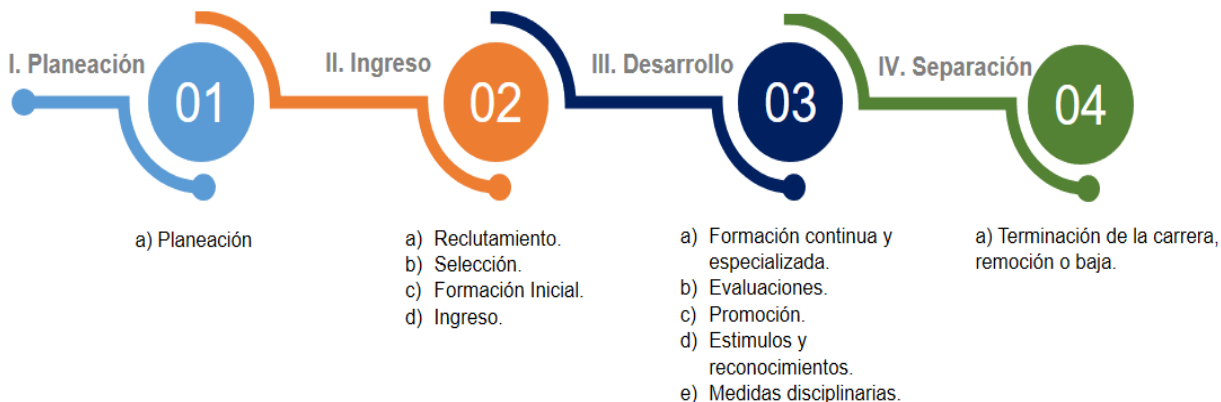 I. Planeación
01
II. Ingreso
02
III. Desarrollo
03
IV. Separación
04
a) Planeación
a) Reclutamiento.
b) Selección.
c) Formación Inicial.
d) Ingreso.
a) Formación continua y
especializada.
b) Evaluaciones.
c) Promoción.
d) Estimulos y
reconocimientos.
e) Medidas disciplinarias.
a) Terminación de la carrera,
remoción o baja.